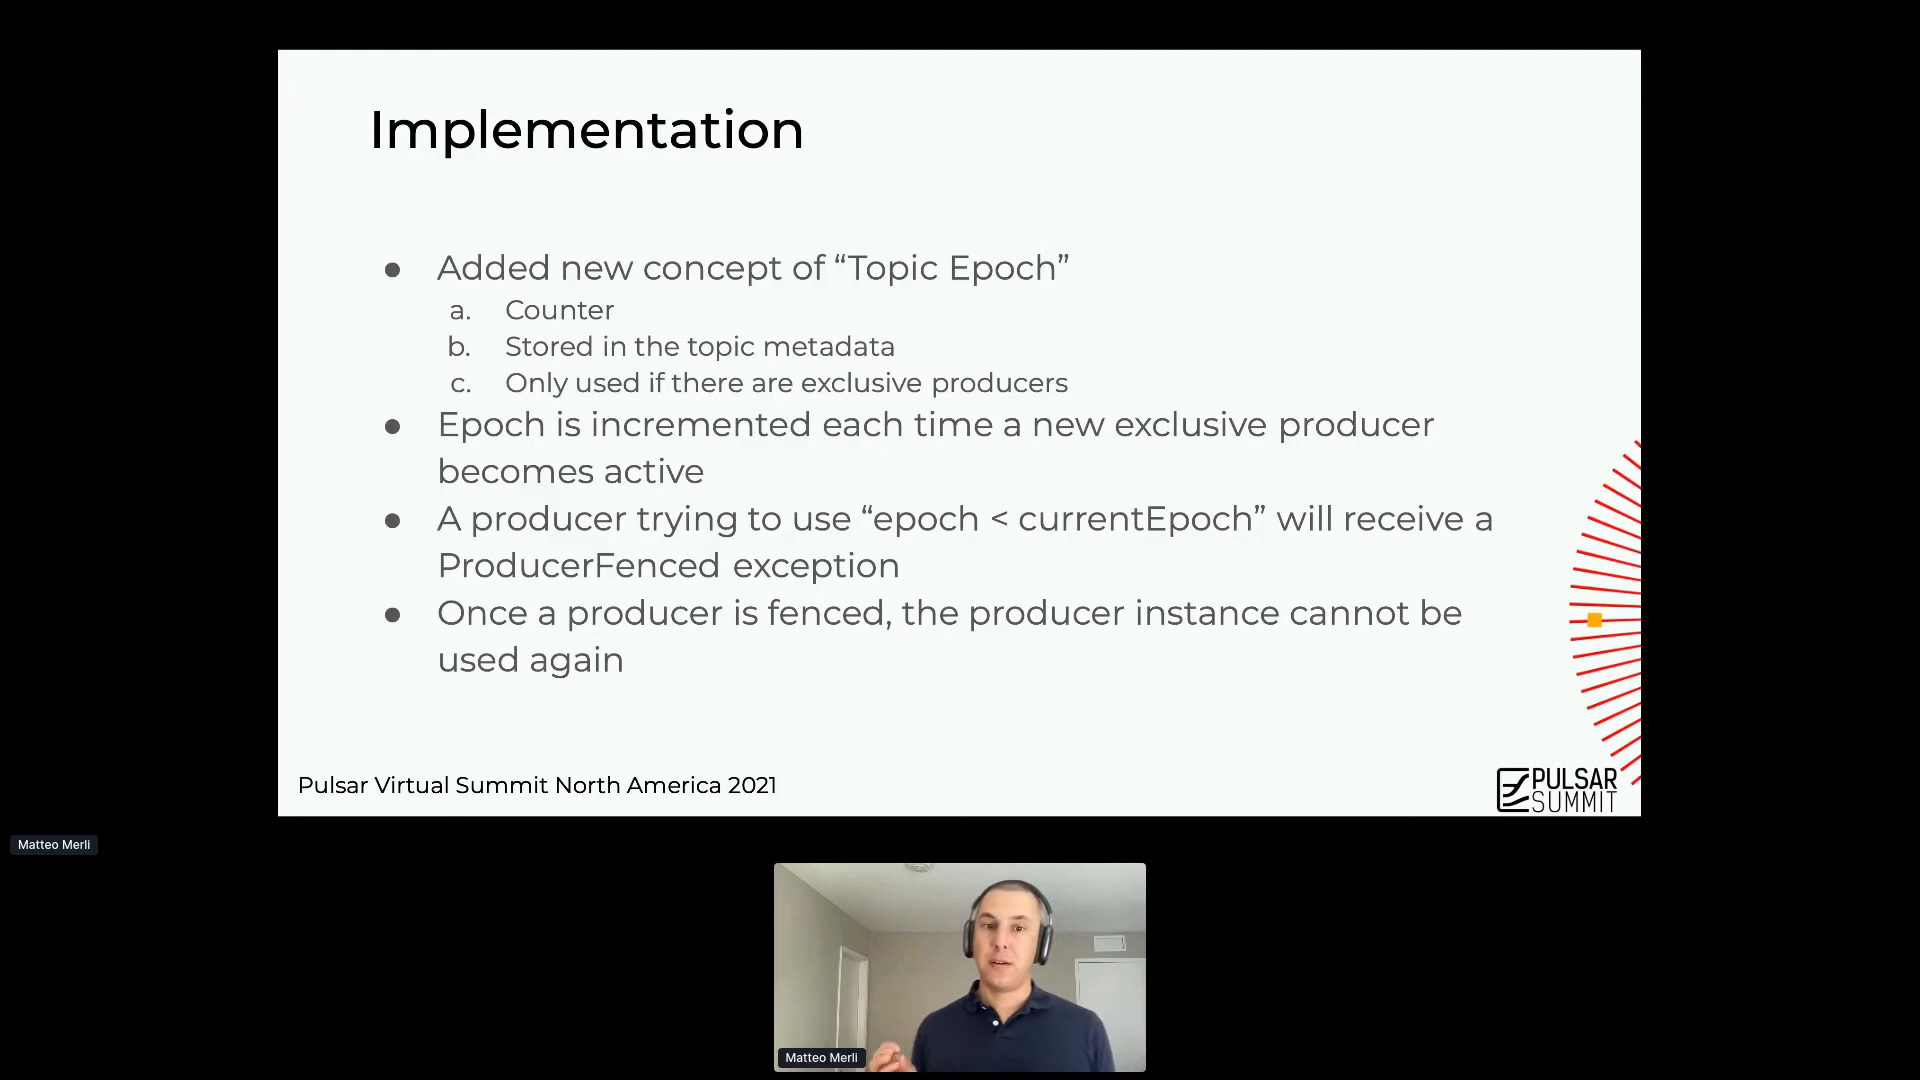 Implementation
● Added new concept of “Topic Epoch”
a. Counter
b. Stored in the topic metadata
c. Only used if there are exclusive producers
● Epoch is incremented each time a new exclusive producer
becomes active
● A producer trying to use “epoch < currentEpoch” will receive a
ProducerFenced exception
● Once a producer is fenced, the producer instance cannot be
used again
Pulsar Virtual Summit North America 2021
PULSAR
SUMMIT
Matteo Merli
Matteo Merli